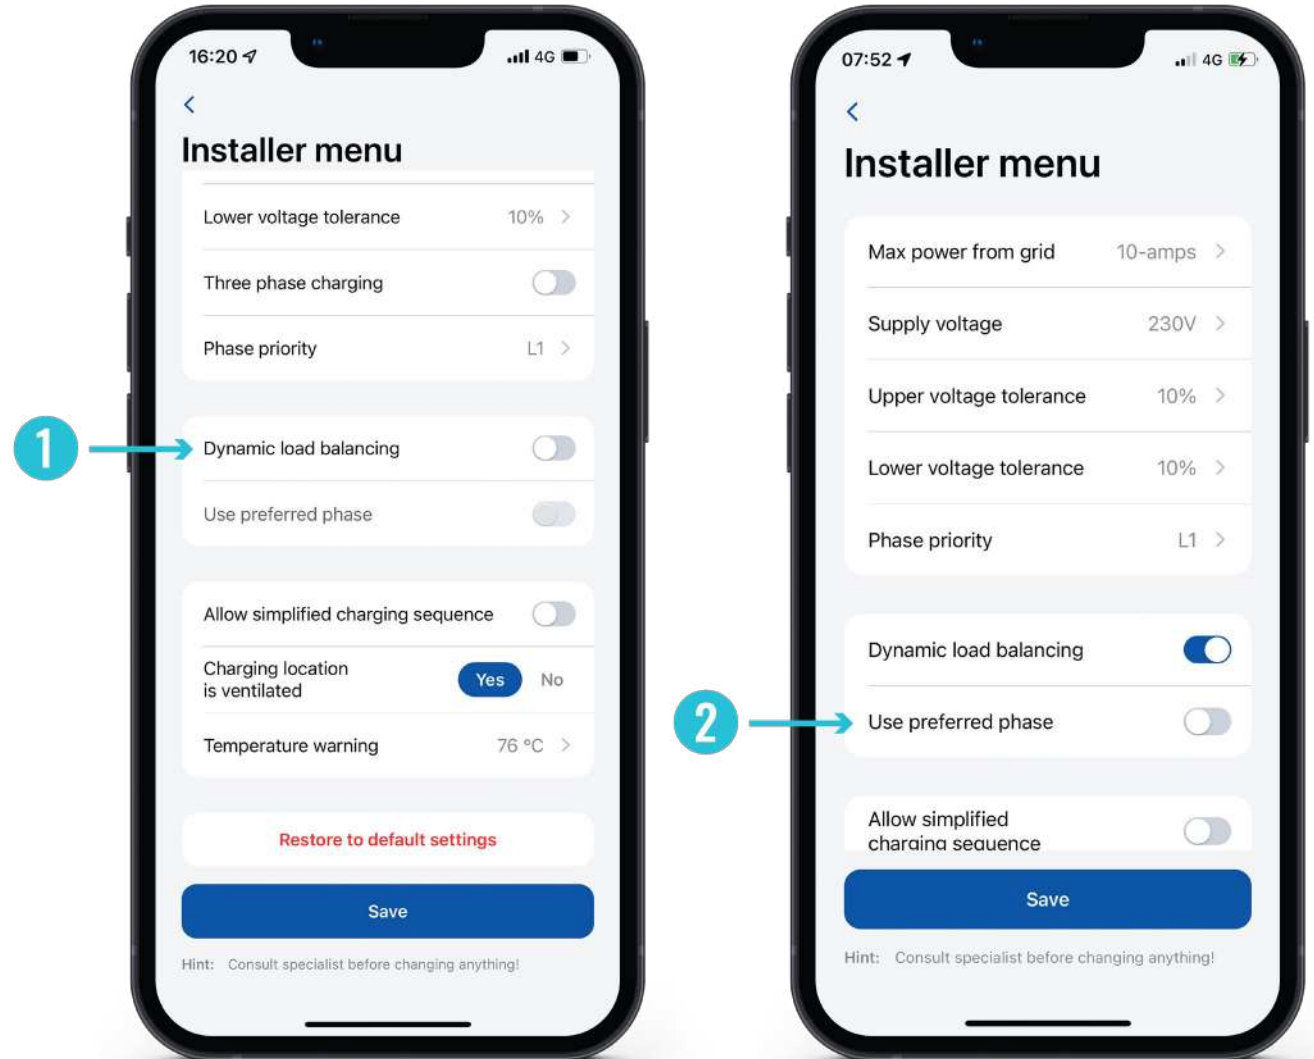 16:20
4G
Installer menu
Lower voltage tolerance 10%
Three phase charging
Phase priority L1
1
Dynamic load balancing
Use preferred phase
Allow simplified charging sequence
Charging location
is ventilated
Yes No
Temperature warning 76 °C
Restore to default settings
Save
Hint: Consult specialist before changing anything!
07:52
4G
Installer menu
Max power from grid 10-amps
Supply voltage 230V
Upper voltage tolerance 10%
Lower voltage tolerance 10%
Phase priority L1
Dynamic load balancing
2
Use preferred phase
Allow simplified
charging sequence
Save
Hint: Consult specialist before changing anything!